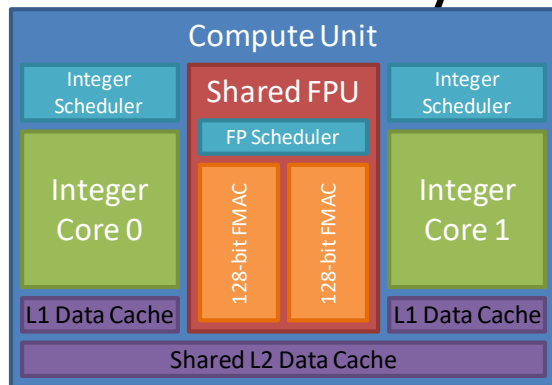 Compute Unit
Integer
Scheduler
Shared FPU
Integer
Scheduler
FP Scheduler
Integer
Core 0
128-bit FMAC
128-bit FMAC
Integer
Core 1
L1 Data Cache
L1 Data Cache
Shared L2 Data Cache